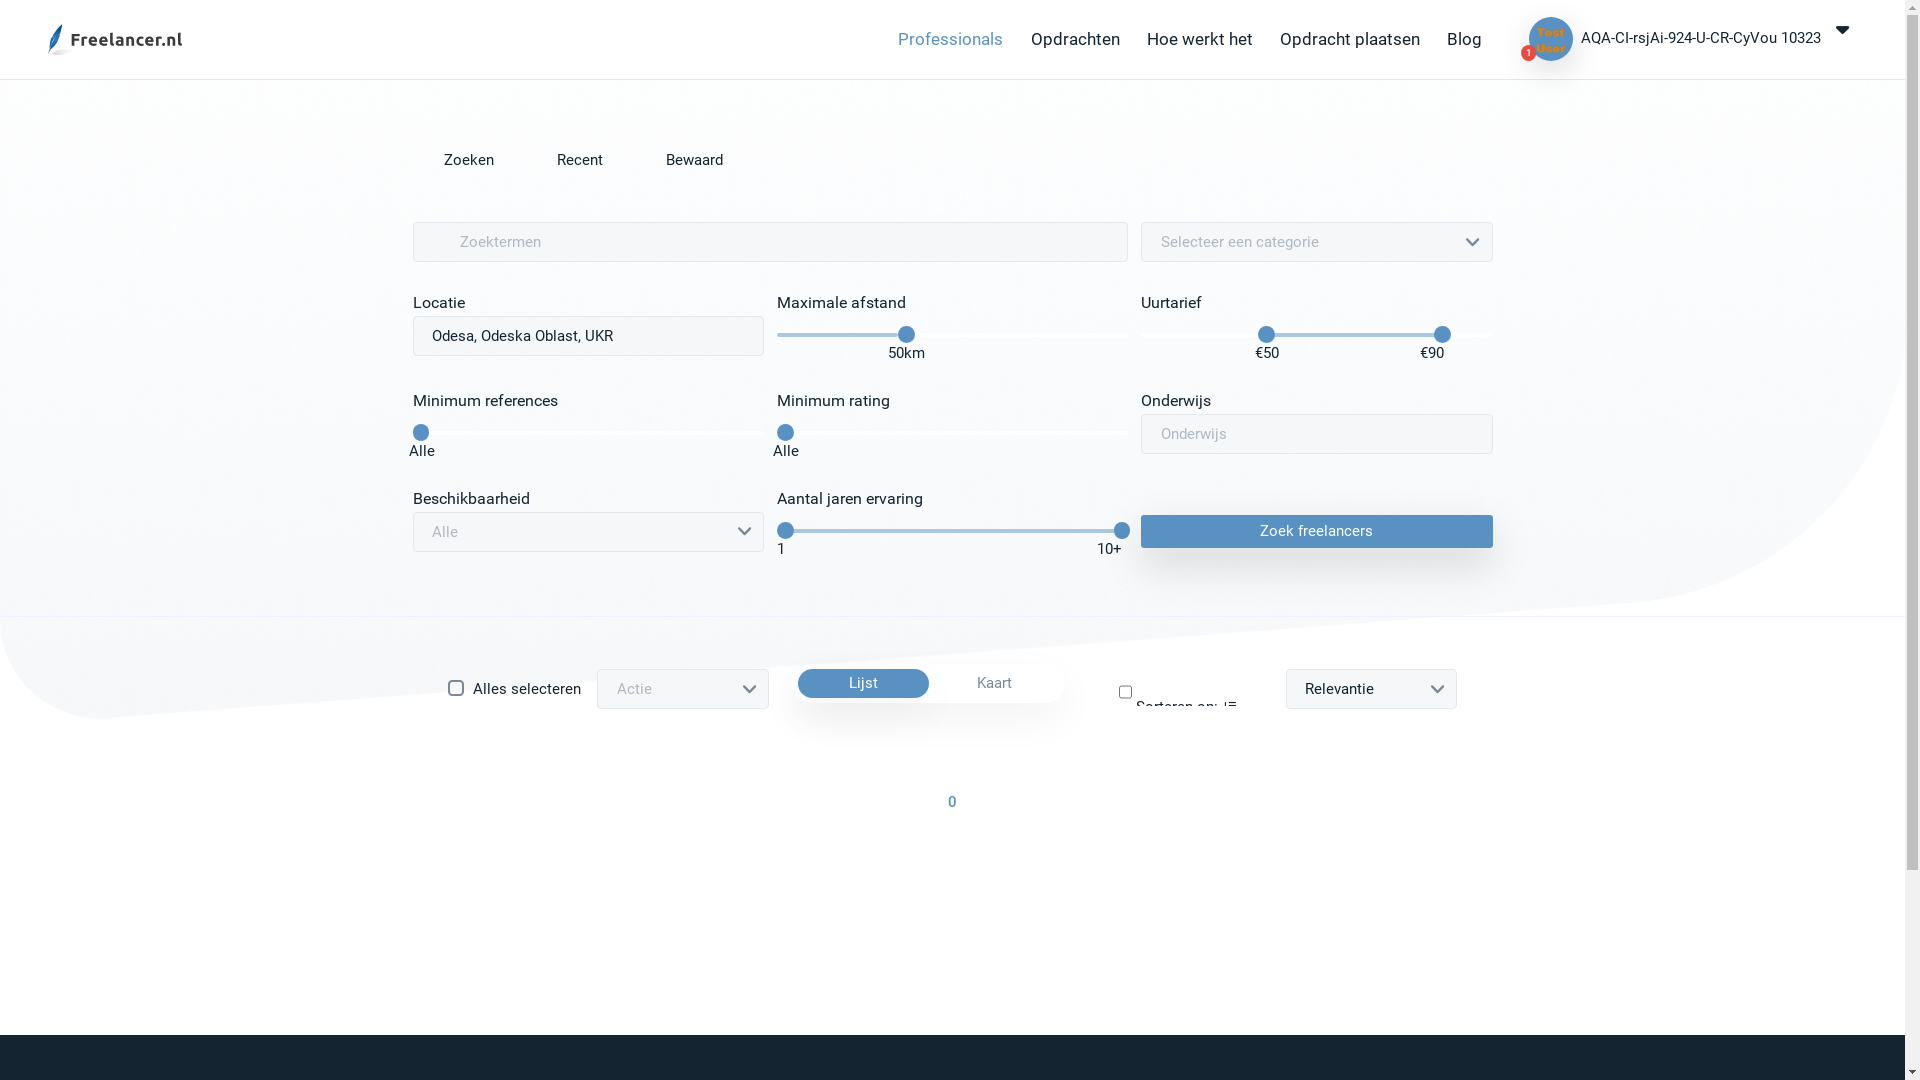 Freelancer.nl
Professionals
Opdrachten
Hoe werkt het
Opdracht plaatsen
Blog
Test User
1
AQA-CI-rsjAi-924-U-CR-CyVou 10323
Zoeken
Recent
Bewaard
Zoektermen
Selecteer een categorie
Locatie
Maximale afstand
Uurtarief
Odesa, Odeska Oblast, UKR
50km
€50
€90
Minimum references
Minimum rating
Onderwijs
Alle
Alle
Onderwijs
Beschikbaarheid
Aantal jaren ervaring
Alle
1
10+
Zoek freelancers
Alles selecteren
Actie
Lijst
Kaart
Sorteren op:
Relevantie
0